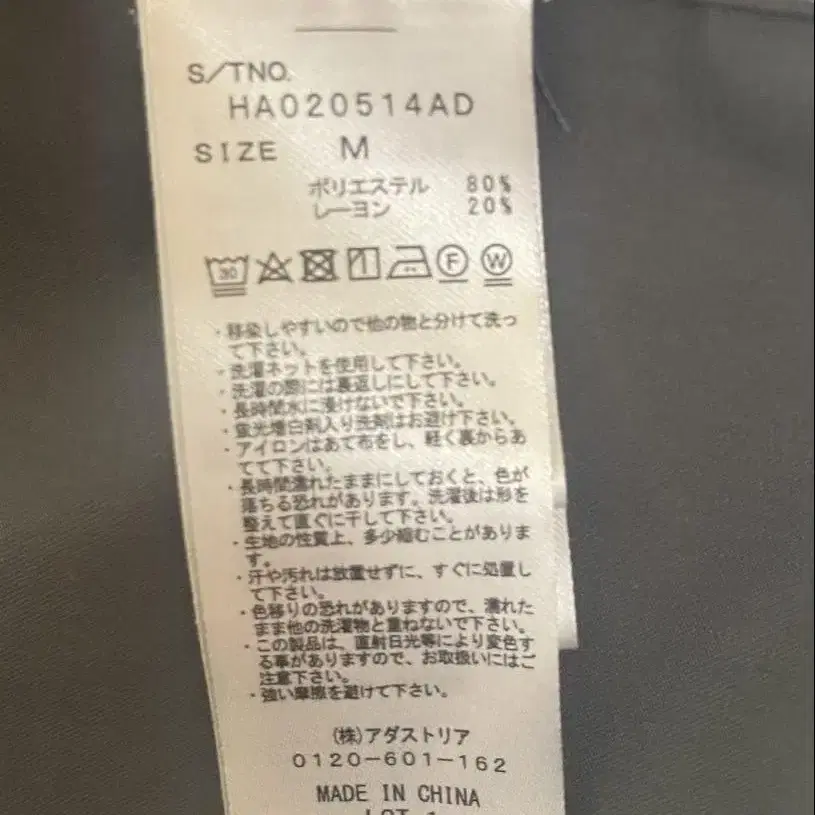 S/TNO.
HA020514AD
SIZE M
ポリエステル 80%
レーヨン 20%
30 F W
・移染しやすいので他の物と分けて洗っ
て下さい。
・洗濯ネットを使用して下さい。
・洗濯の際には裏返しにして下さい。
・長時間水に浸けないで下さい。
・蛍光増白剤入り洗剤はお避け下さい。
・アイロンはあて布をし、軽く裏からあ
てて下さい。
・長時間濡れたままにしておくと、色が
落ちる恐れがあります。洗濯後は形を
整えて直ぐに干して下さい。
・生地の性質上、多少縮むことがありま
す。
・汗や汚れは放置せずに、すぐに処置し
て下さい。
・色移りの恐れがありますので、濡れた
まま他の洗濯物と重ねないで下さい。
・この製品は、直射日光等により変色す
る事がありますので、お取扱いにはご
注意下さい。
・強い摩擦を避けて下さい。
(株)アダストリア
0120-601-162
MADE IN CHINA
LOT 1